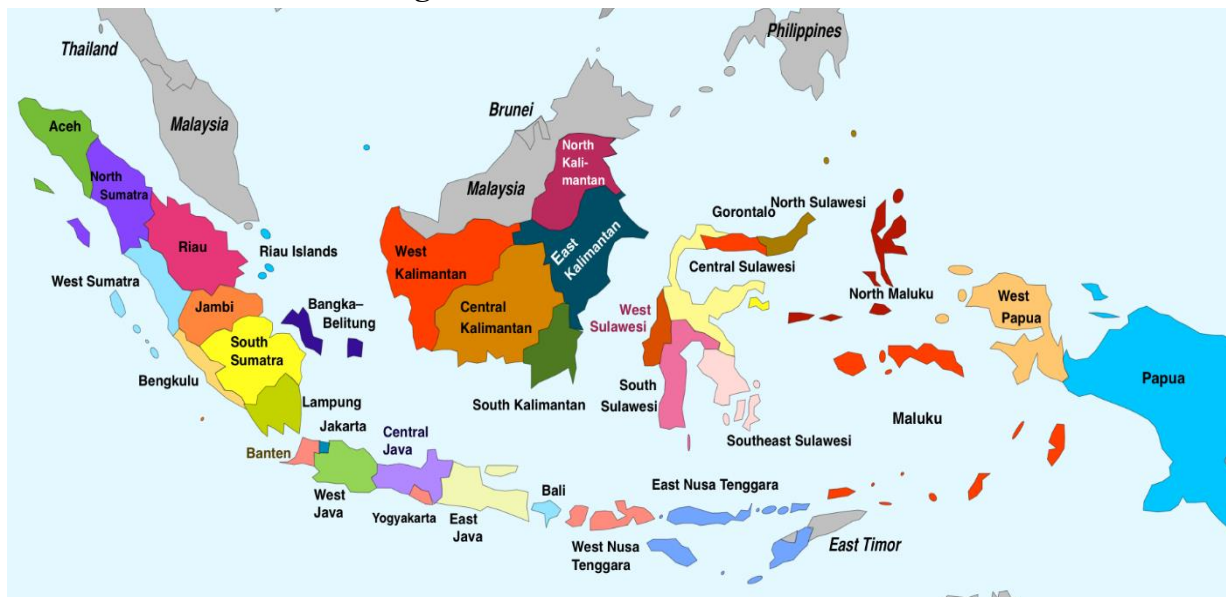 Philippines
Thailand
Brunei
Malaysia
Aceh
North
Kali-
mantan
Malaysia
North
Sumatra
North Sulawesi
Gorontalo
Riau
Riau Islands
West
Kalimantan
East
Kalimantan
Central Sulawesi
West Sumatra
North Maluku
West
Papua
Jambi
Bangka–
Belitung
Central
Kalimantan
West
Sulawesi
South
Sumatra
Papua
Bengkulu
South Kalimantan
South
Sulawesi
Lampung
Maluku
Jakarta
Central
Java
Southeast Sulawesi
Banten
West
Java
Yogyakarta
East
Java
Bali
East Nusa Tenggara
West Nusa
Tenggara
East Timor